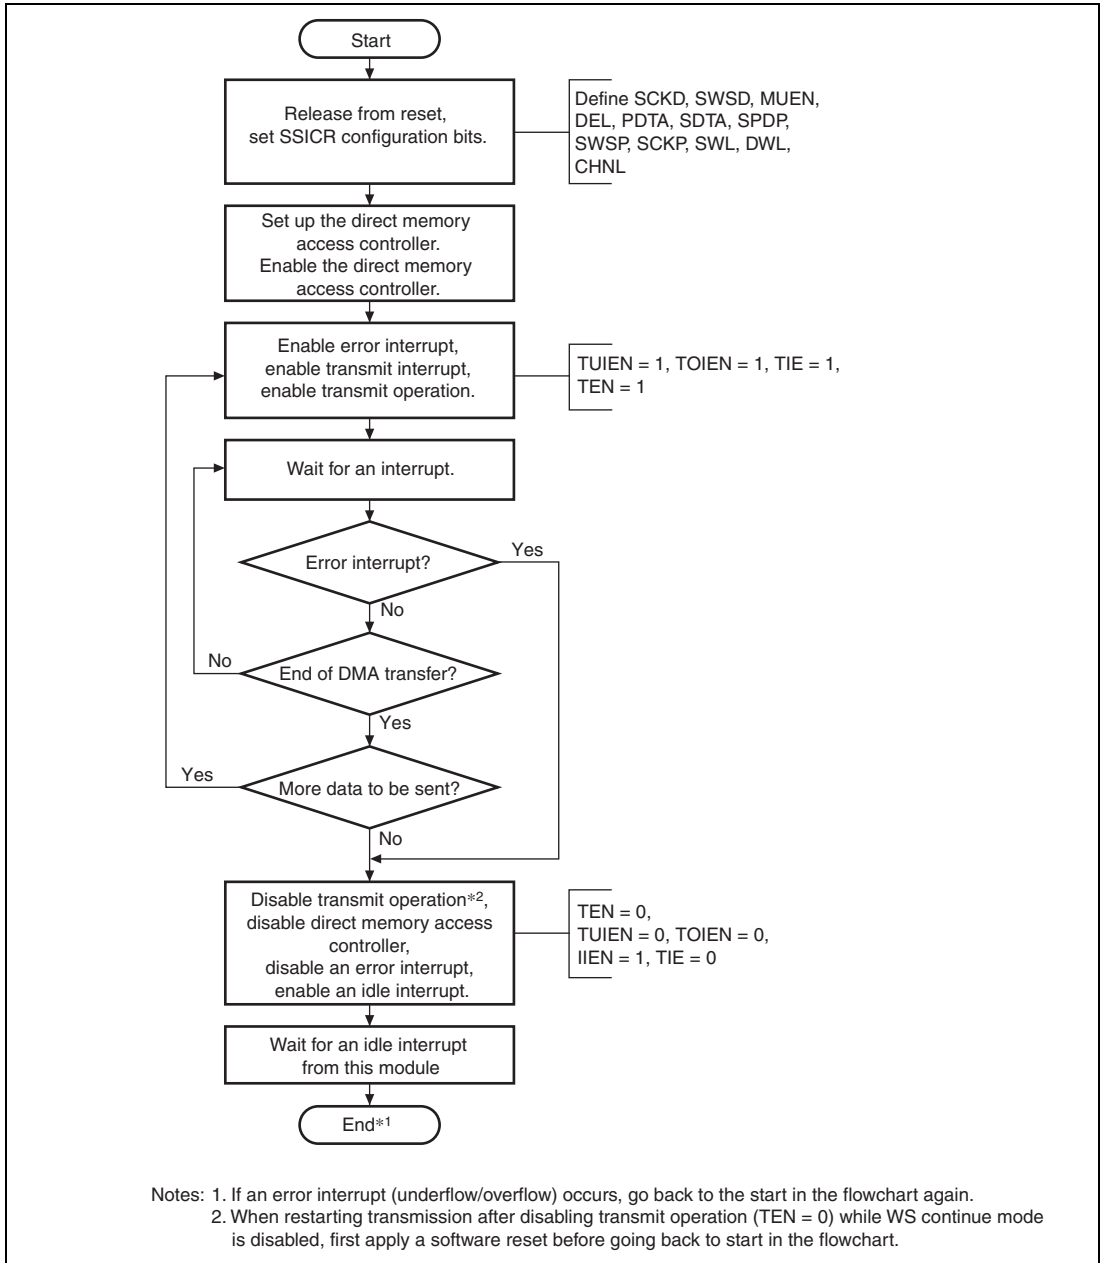 Start
Release from reset,
set SSICR configuration bits.
Define SCKD, SWSD, MUEN,
DEL, PDTA, SDTA, SPDP,
SWSP, SCKP, SWL, DWL,
CHNL
Set up the direct memory
access controller.
Enable the direct memory
access controller.
Enable error interrupt,
enable transmit interrupt,
enable transmit operation.
TUIEN = 1, TOIEN = 1, TIE = 1,
TEN = 1
Wait for an interrupt.
Error interrupt?
Yes
No
End of DMA transfer?
No
Yes
More data to be sent?
Yes
No
Disable transmit operation*2,
disable direct memory access
controller,
disable an error interrupt,
enable an idle interrupt.
TEN = 0,
TUIEN = 0, TOIEN = 0,
IIEN = 1, TIE = 0
Wait for an idle interrupt
from this module
End*1
Notes: 1. If an error interrupt (underflow/overflow) occurs, go back to the start in the flowchart again.
2. When restarting transmission after disabling transmit operation (TEN = 0) while WS continue mode
is disabled, first apply a software reset before going back to start in the flowchart.